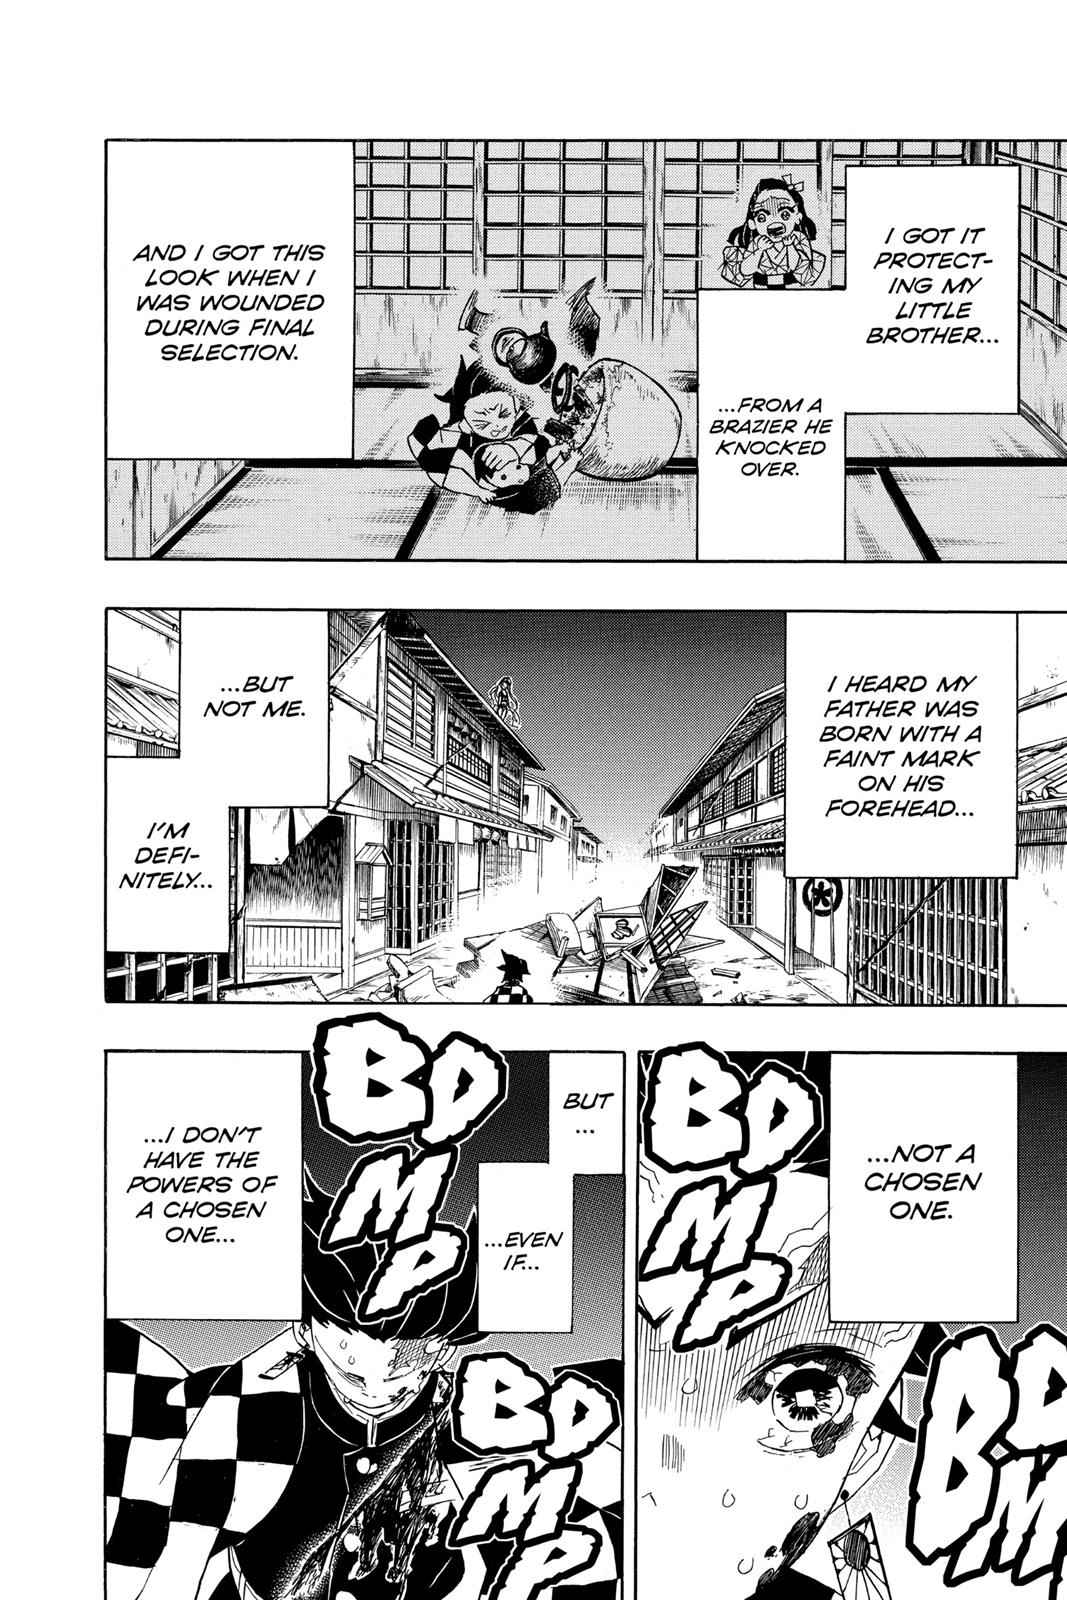 I GOT IT
PROTECT-
ING MY
LITTLE
BROTHER...
...FROM A
BRAZIER HE
KNOCKED
OVER.
AND I GOT THIS
LOOK WHEN I
WAS WOUNDED
DURING FINAL
SELECTION.
I HEARD MY
FATHER WAS
BORN WITH A
FAINT MARK
ON HIS
FOREHEAD...
...BUT
NOT ME.
I'M
DEFI-
NITELY...
...NOT A
CHOSEN
ONE.
BD
MP
BD
MP
BUT
...
...EVEN
IF...
BD
MP
...I DON'T
HAVE THE
POWERS OF
A CHOSEN
ONE...
BD
MP